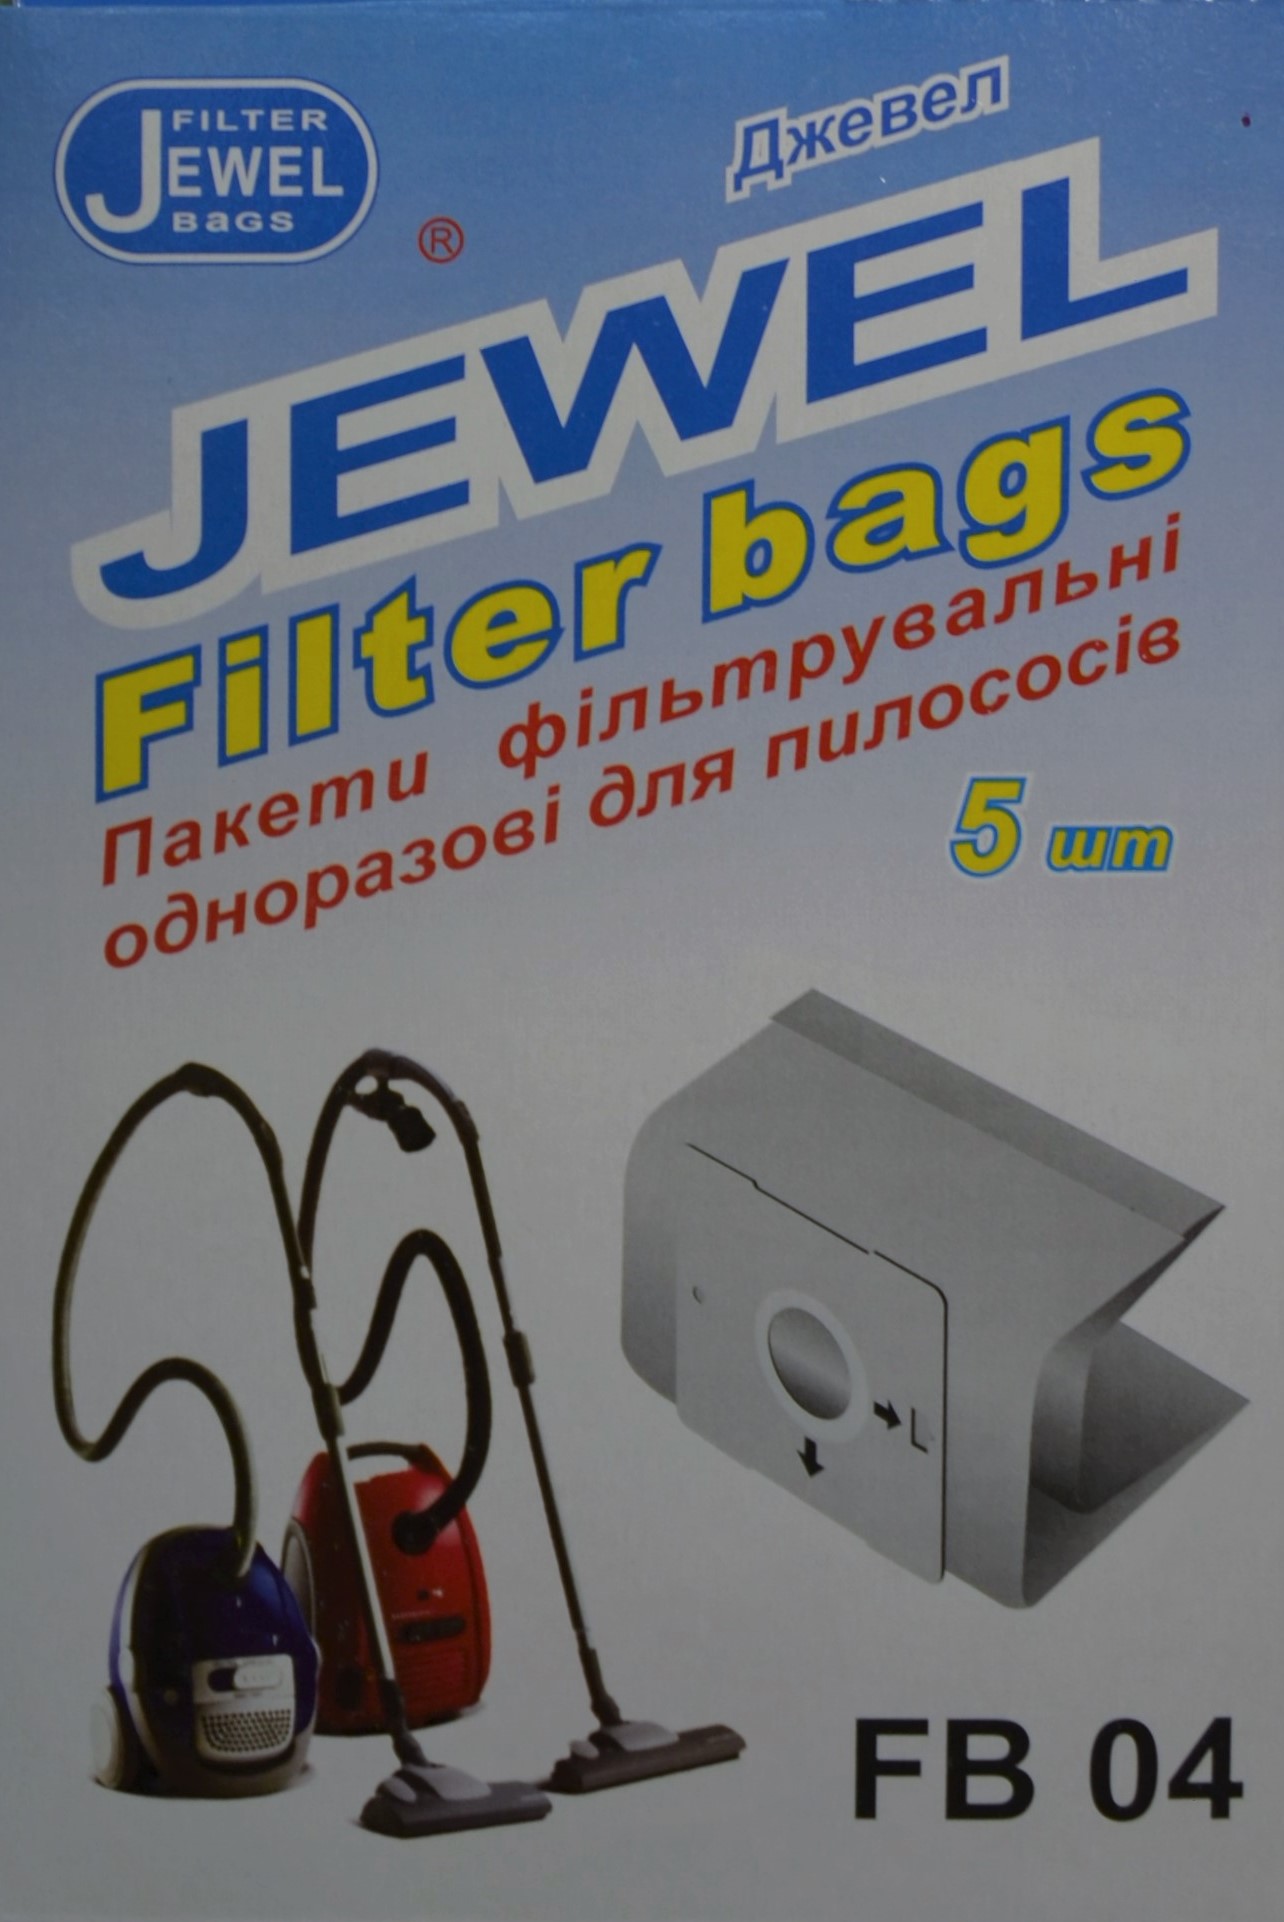 FILTER
JEWEL
BaGS
®
Джевел
JEWEL
Filter bags
Пакети фільтрувальні
одноразові для пилососів
5 шт
L
FB 04